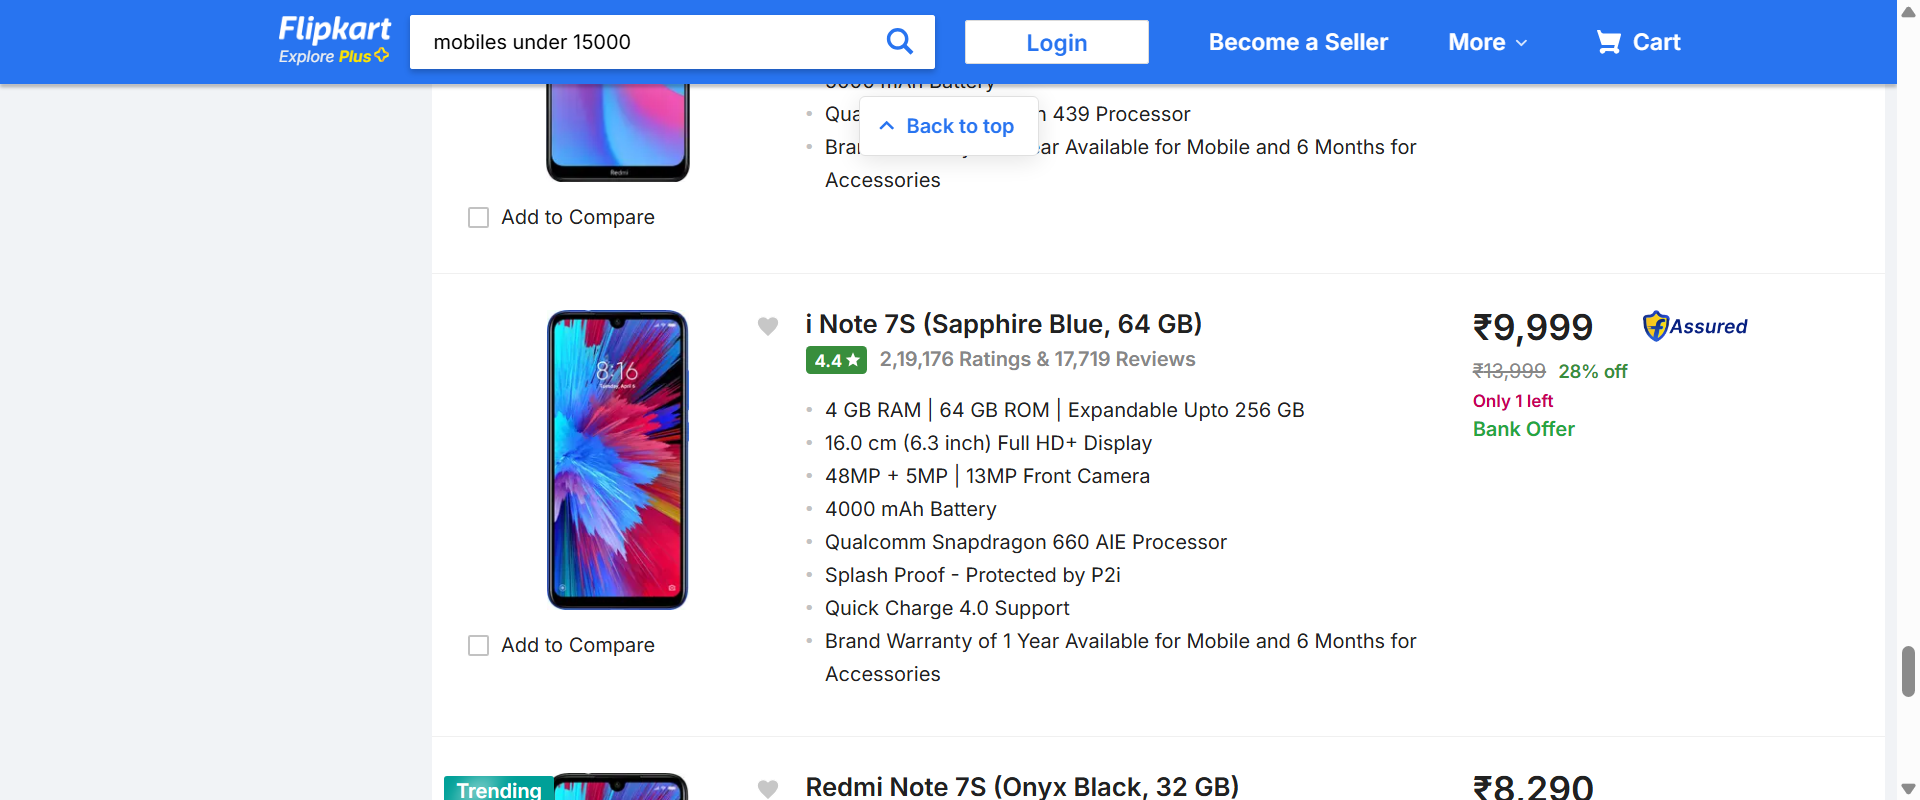 Flipkart
Explore Plus
mobiles under 15000
Login
Become a Seller
More
Cart
Back to top
439 Processor
Available for Mobile and 6 Months for
Accessories
Redmi
Add to Compare
i Note 7S (Sapphire Blue, 64 GB)
4.4
2,19,176 Ratings & 17,719 Reviews
4 GB RAM | 64 GB ROM | Expandable Upto 256 GB
16.0 cm (6.3 inch) Full HD+ Display
48MP + 5MP | 13MP Front Camera
4000 mAh Battery
Qualcomm Snapdragon 660 AIE Processor
Splash Proof - Protected by P2i
Quick Charge 4.0 Support
Brand Warranty of 1 Year Available for Mobile and 6 Months for
Accessories
₹9,999
Assured
₹13,999 28% off
Only 1 left
Bank Offer
8:16
Add to Compare
Trending
Redmi Note 7S (Onyx Black, 32 GB)
₹8,290